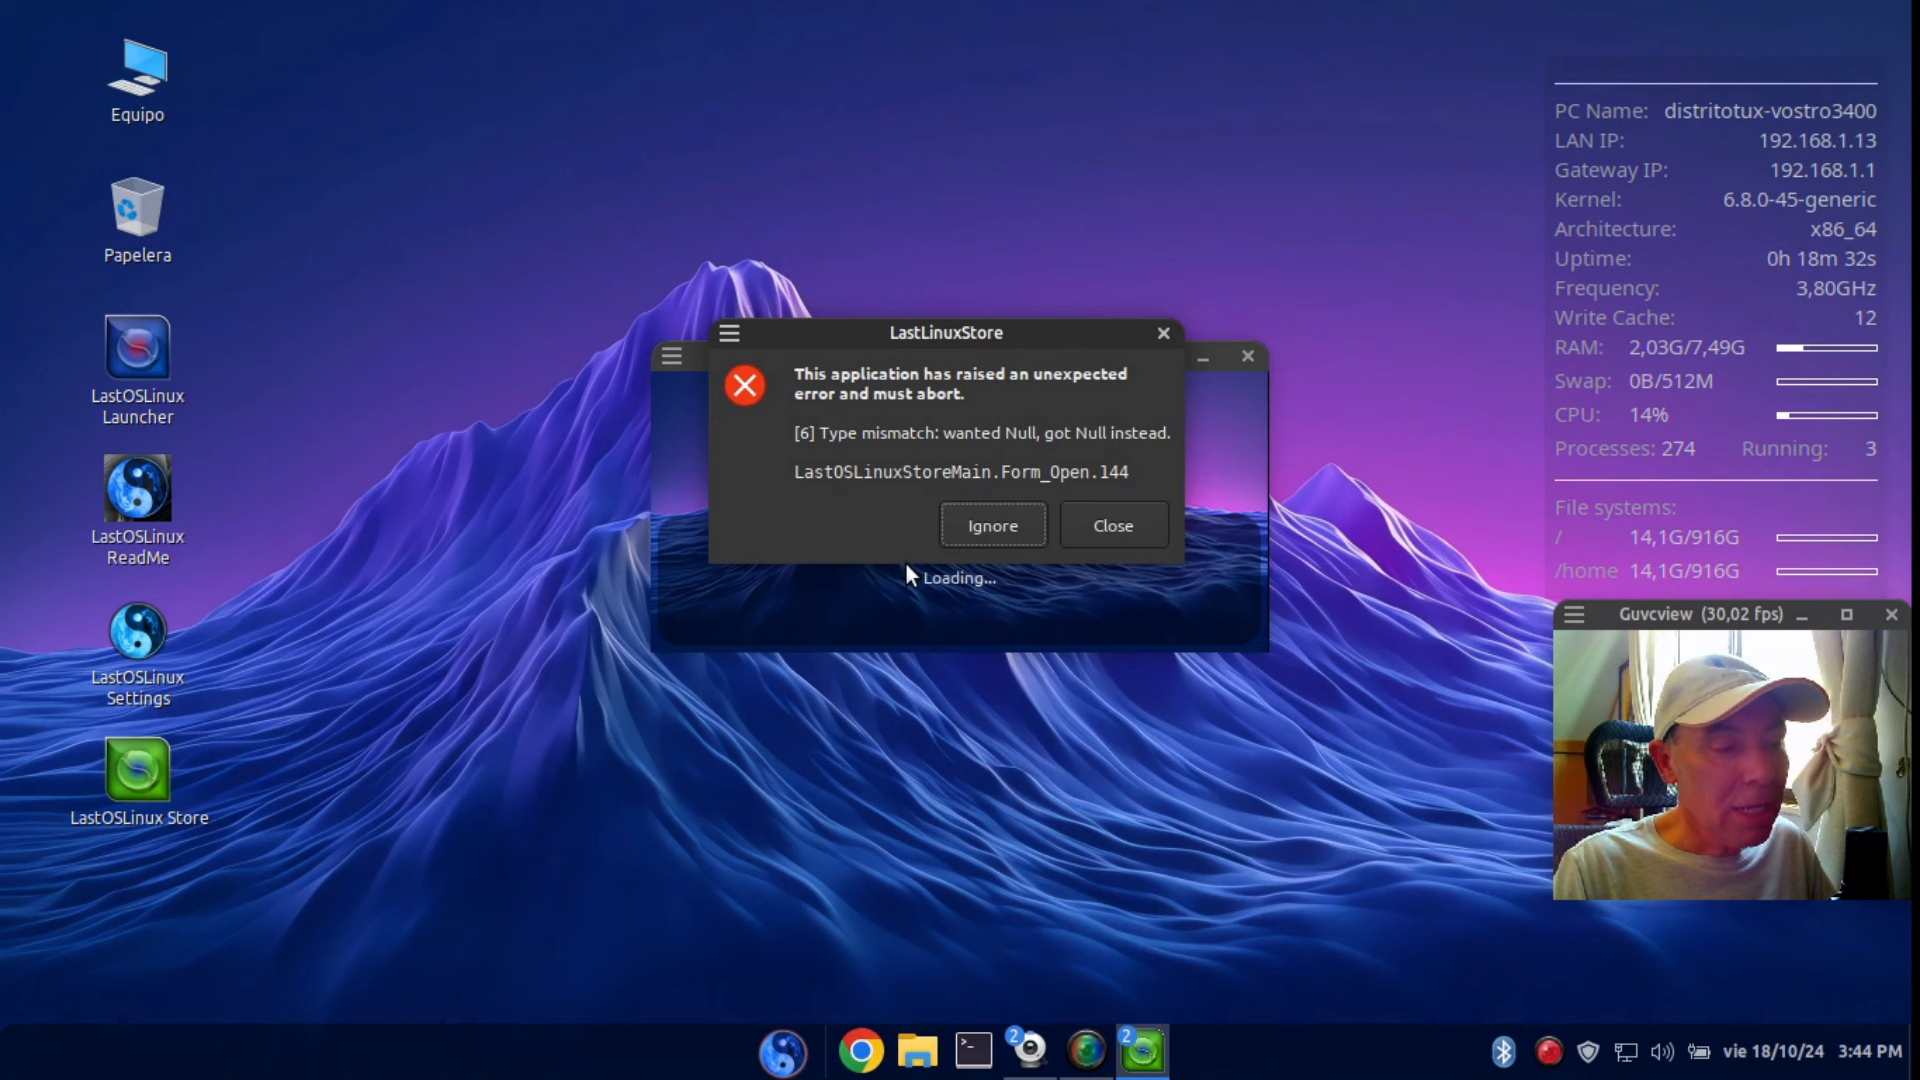 Equipo
Papelera
LastOSLinux
Launcher
LastOSLinux
ReadMe
LastOSLinux
Settings
LastOSLinux Store
LastLinuxStore
This application has raised an unexpected
error and must abort.
[6] Type mismatch: wanted Null, got Null instead.
LastOSLinuxStoreMain.Form_Open.144
Ignore
Close
Loading...
PC Name: distritotux-vostro3400
LAN IP: 192.168.1.13
Gateway IP: 192.168.1.1
Kernel: 6.8.0-45-generic
Architecture: x86_64
Uptime: 0h 18m 32s
Frequency: 3,80GHz
Write Cache: 12
RAM: 2,03G/7,49G
Swap: 0B/512M
CPU: 14%
Processes: 274 Running: 3
File systems:
/ 14,1G/916G
/home 14,1G/916G
Guvcview (30,02 fps)
2
2
vie 18/10/24 3:44 PM